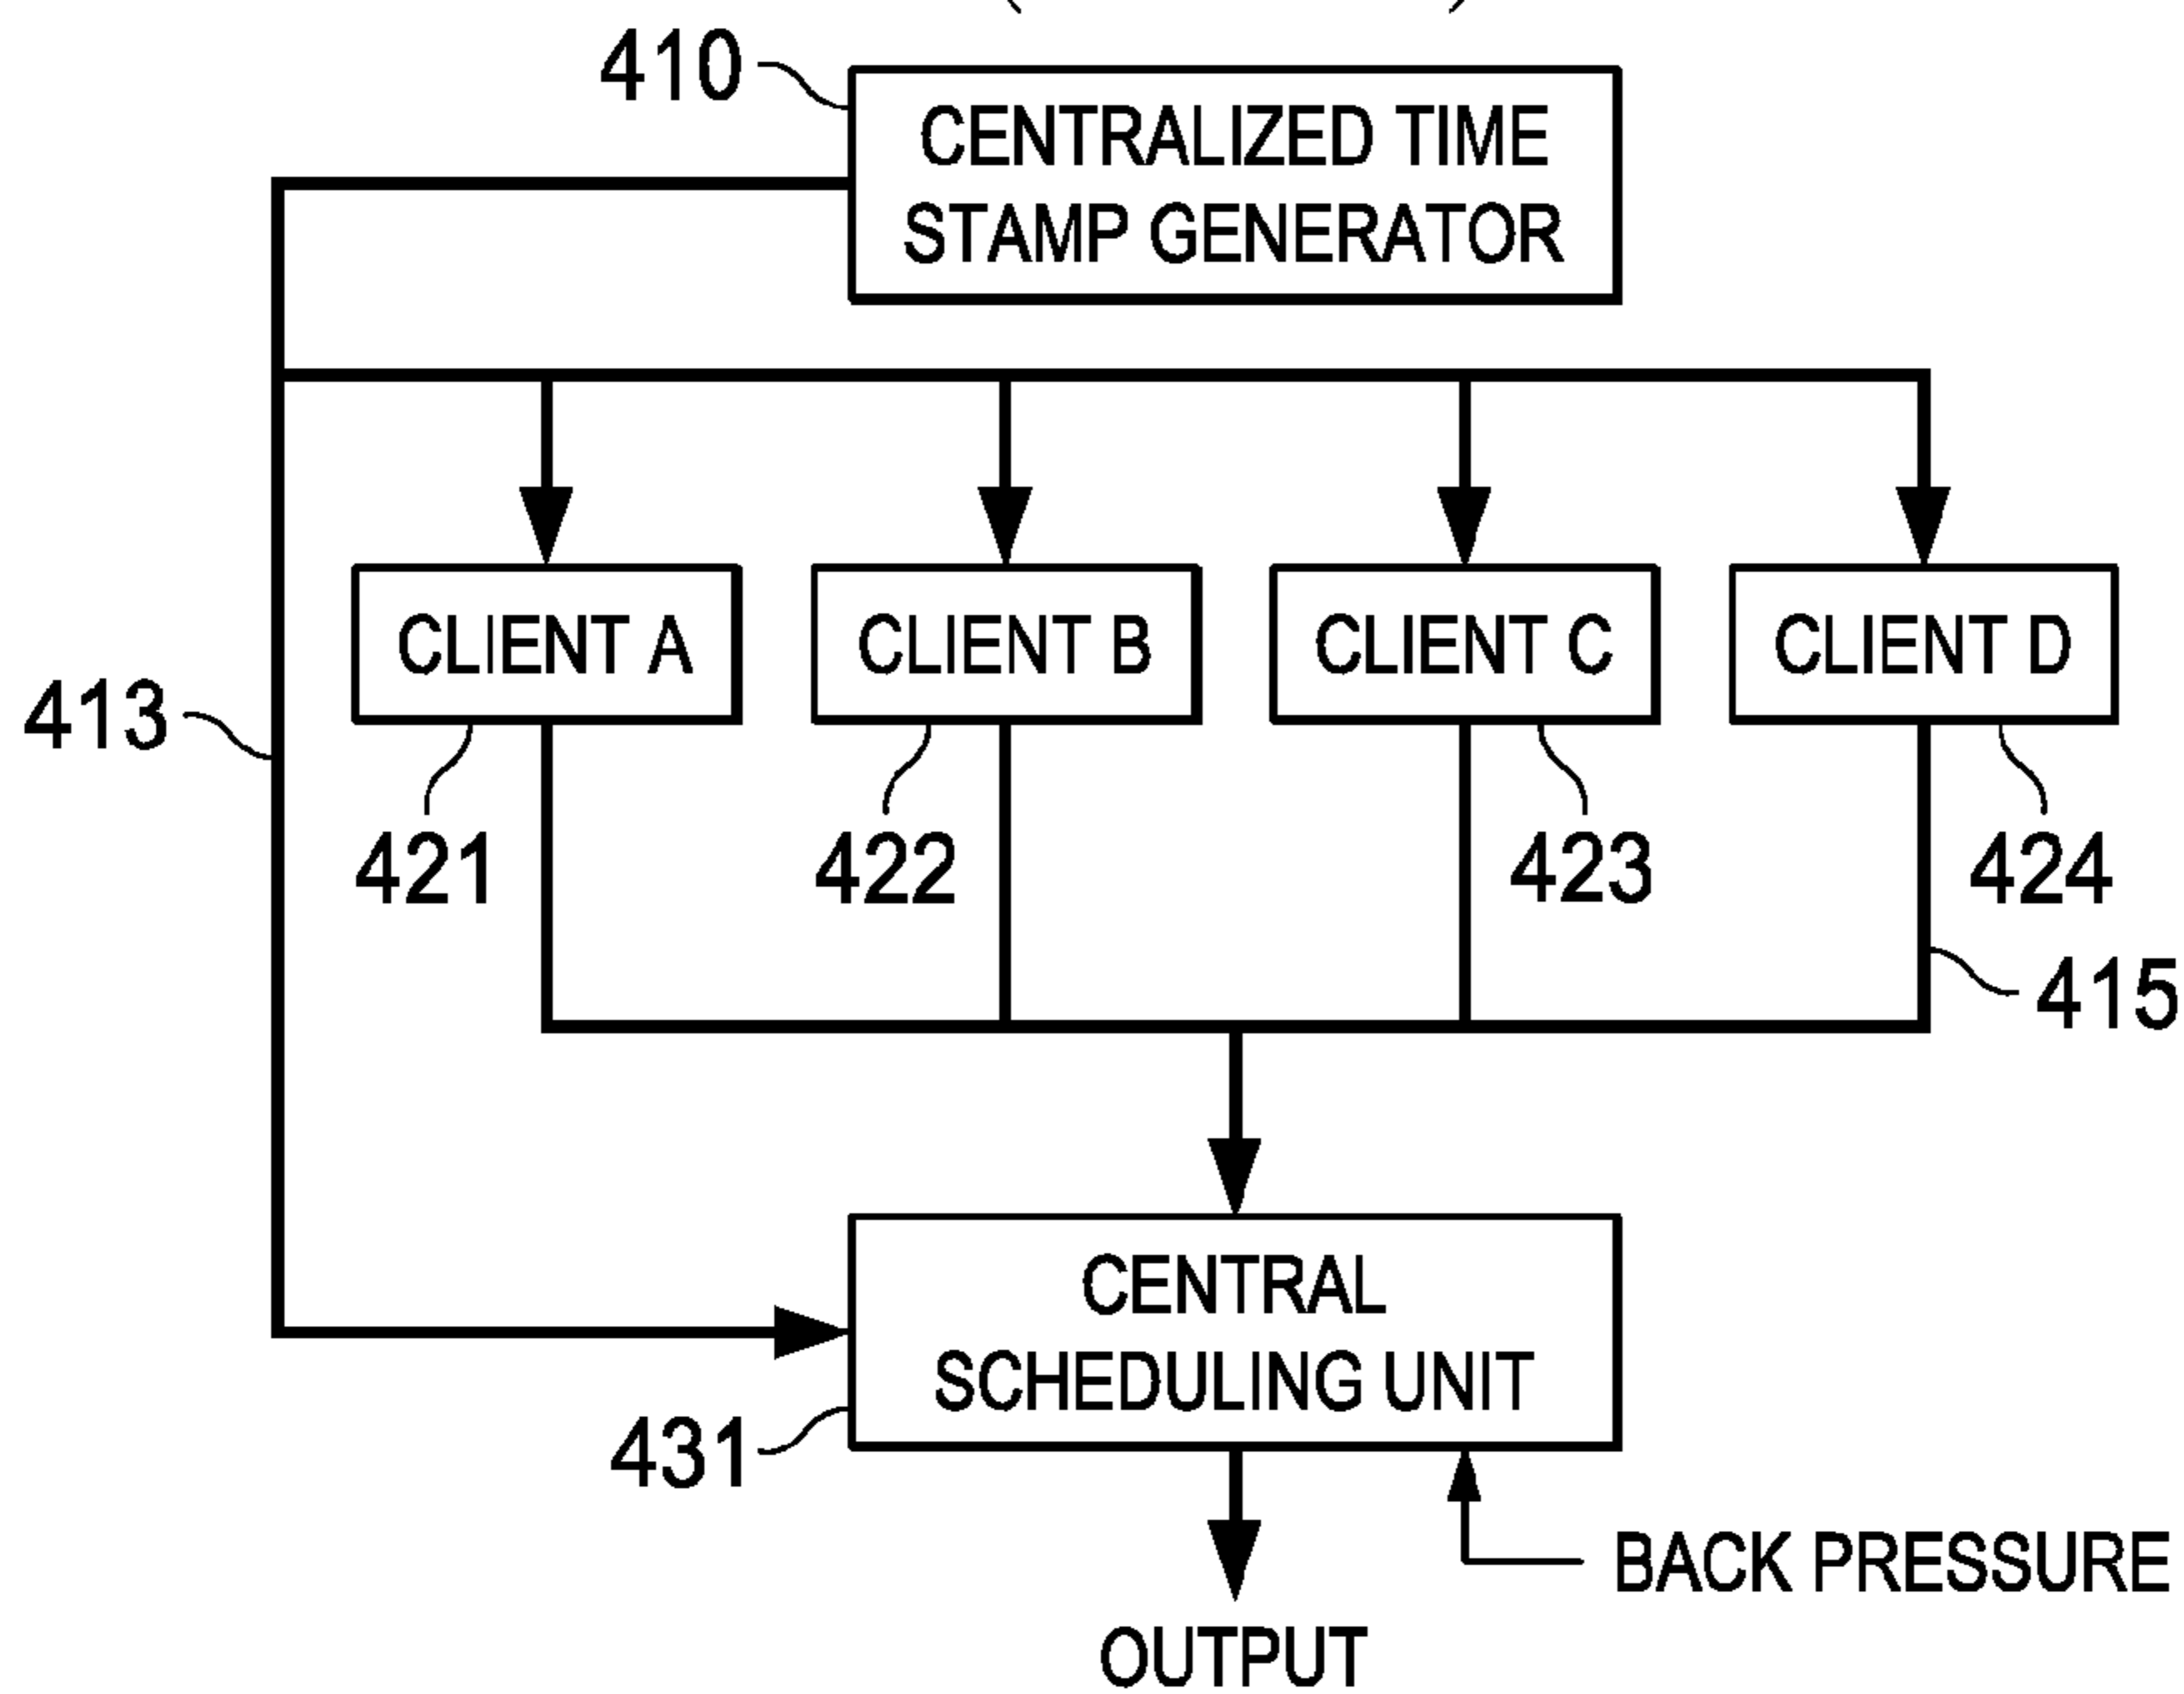 410
CENTRALIZED TIME
STAMP GENERATOR
CLIENT A
CLIENT B
CLIENT C
CLIENT D
413
421
422
423
424
415
CENTRAL
SCHEDULING UNIT
431
BACK PRESSURE
OUTPUT